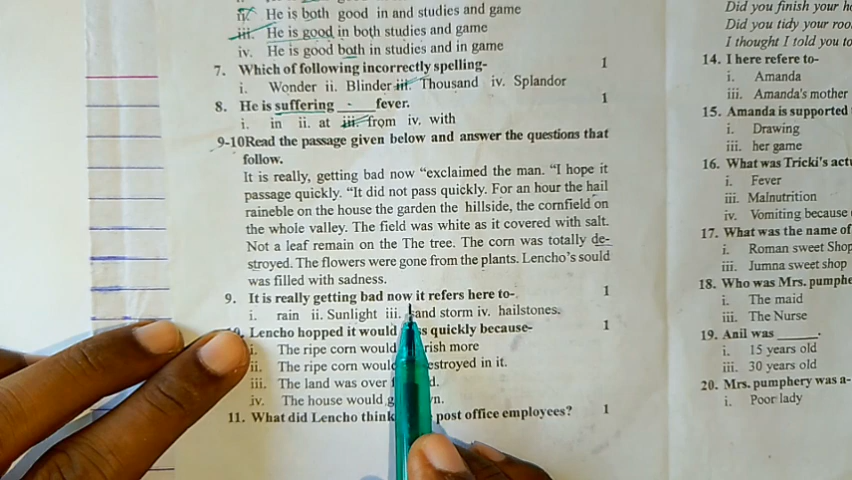 ii. He is both good in and studies and game
iii. He is good in both studies and game
iv. He is good both in studies and in game
7. Which of following incorrectly spelling- 1
i. Wonder ii. Blinder iii. Thousand iv. Splandor
8. He is suffering ____ fever. 1
i. in ii. at iii. from iv. with
9-10Read the passage given below and answer the questions that
follow.
It is really, getting bad now “exclaimed the man. “I hope it
passage quickly. “It did not pass quickly. For an hour the hail
raineble on the house the garden the hillside, the cornfield on
the whole valley. The field was white as it covered with salt.
Not a leaf remain on the The tree. The corn was totally de-
stroyed. The flowers were gone from the plants. Lencho's sould
was filled with sadness.
9. It is really getting bad now it refers here to- 1
i. rain ii. Sunlight iii. sand storm iv. hailstones.
10. Lencho hopped it would quickly because- 1
i. The ripe corn would more
ii. The ripe corn would in it.
iii. The land was over
iv. The house would
11. What did Lencho think post office employees? 1
Did you finish your
Did you tidy your
I thought I told you to
14. I here refere to-
i. Amanda
iii. Amanda's mother
15. Amanda is supported
i. Drawing
iii. her game
16. What was Tricki's
i. Fever
iii. Malnutrition
iv. Vomiting because
17. What was the name of
i. Roman sweet Shop
iii. Jumna sweet shop
18. Who was Mrs.
i. The maid
iii. The Nurse
19. Anil was ____.
i. 15 years old
iii. 30 years old
20. Mrs. pumphery was a-
i. Poor lady